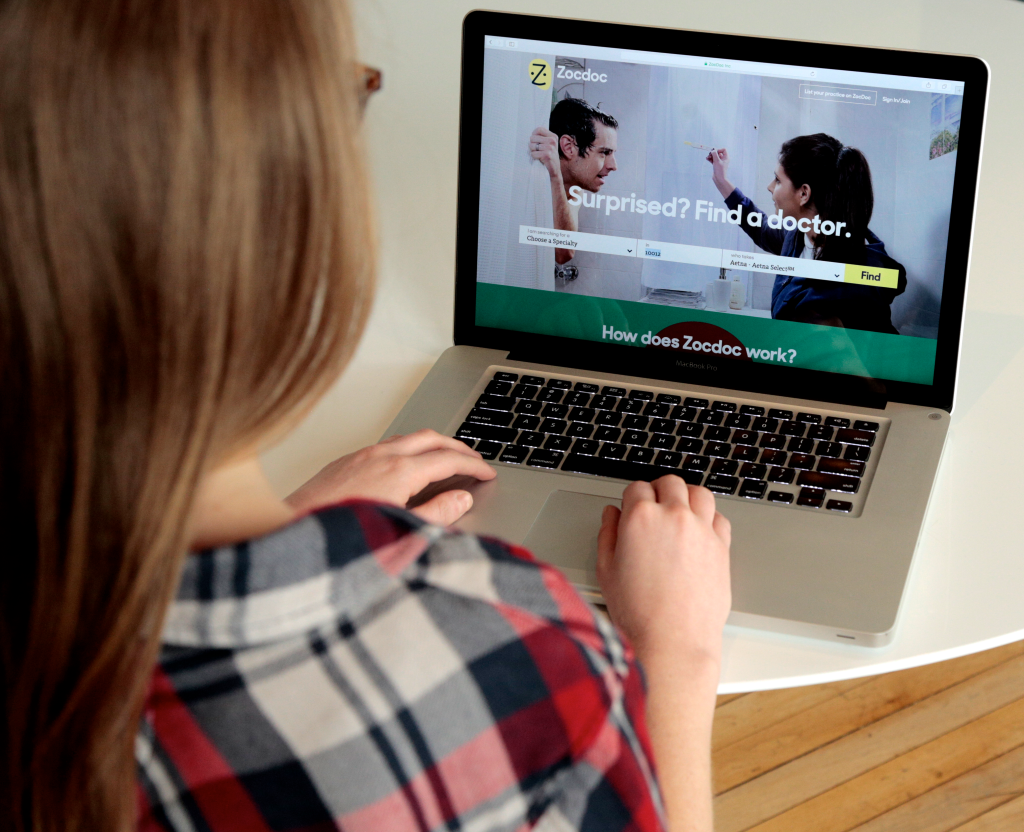 Zocdoc
List your practice on ZocDoc
Sign In/Join
Surprised? Find a doctor.
I am searching for a
Choose a Specialty
in
10012
who takes
Aetna - Aetna Select℠
Find
How does Zocdoc work?
MacBook Pro